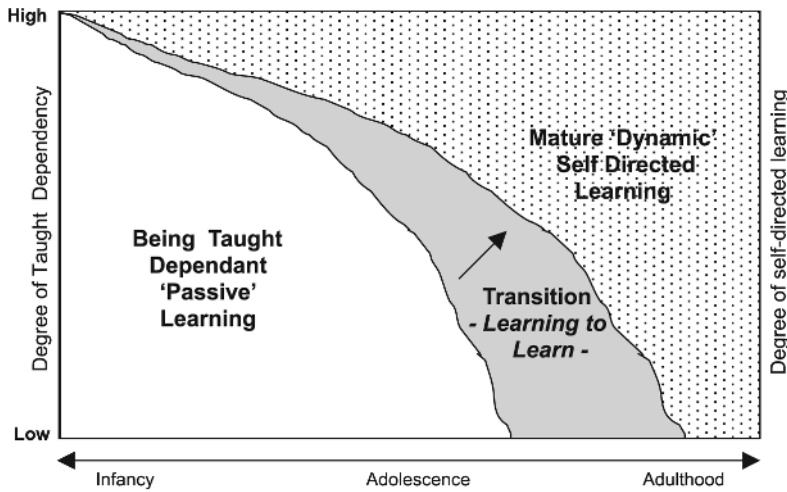 High
Degree of Taught Dependency
Mature 'Dynamic'
Self Directed
Learning
Being Taught
Dependant
'Passive'
Learning
Transition
- Learning to
Learn -
Degree of self-directed learning
Low
Infancy
Adolescence
Adulthood